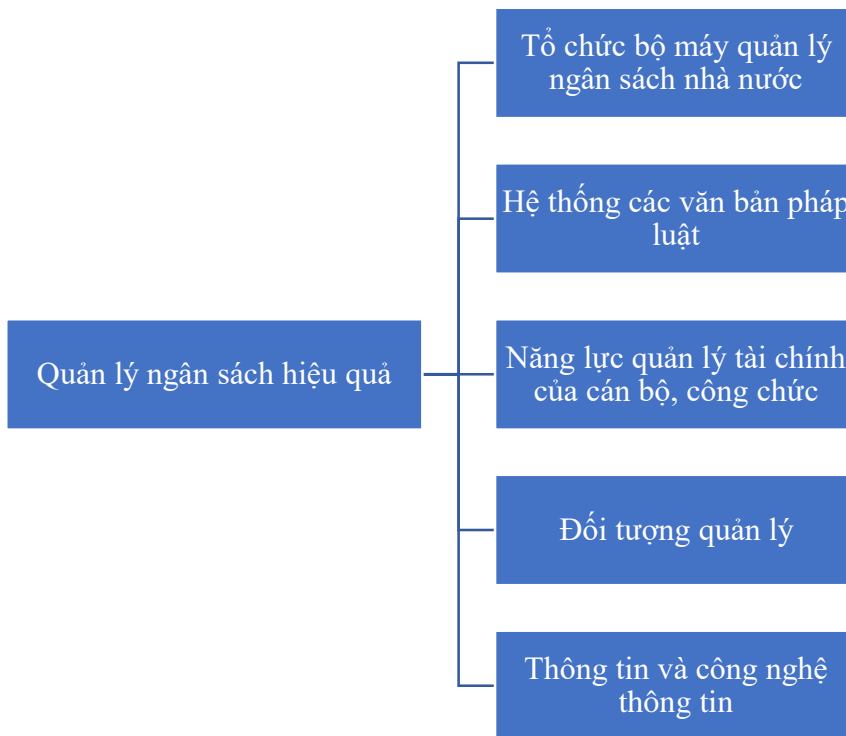 Tổ chức bộ máy quản lý
ngân sách nhà nước
Hệ thống các văn bản pháp
luật
Quản lý ngân sách hiệu quả
Năng lực quản lý tài chính
của cán bộ, công chức
Đối tượng quản lý
Thông tin và công nghệ
thông tin